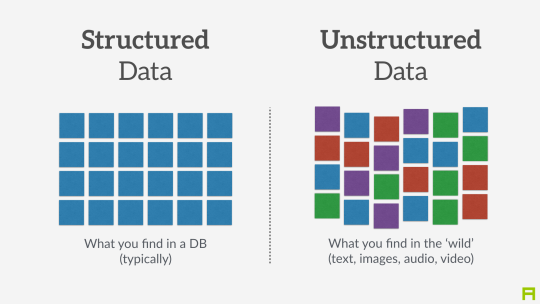 Structured
Data
What you find in a DB
(typically)
Unstructured
Data
What you find in the ‘wild’
(text, images, audio, video)